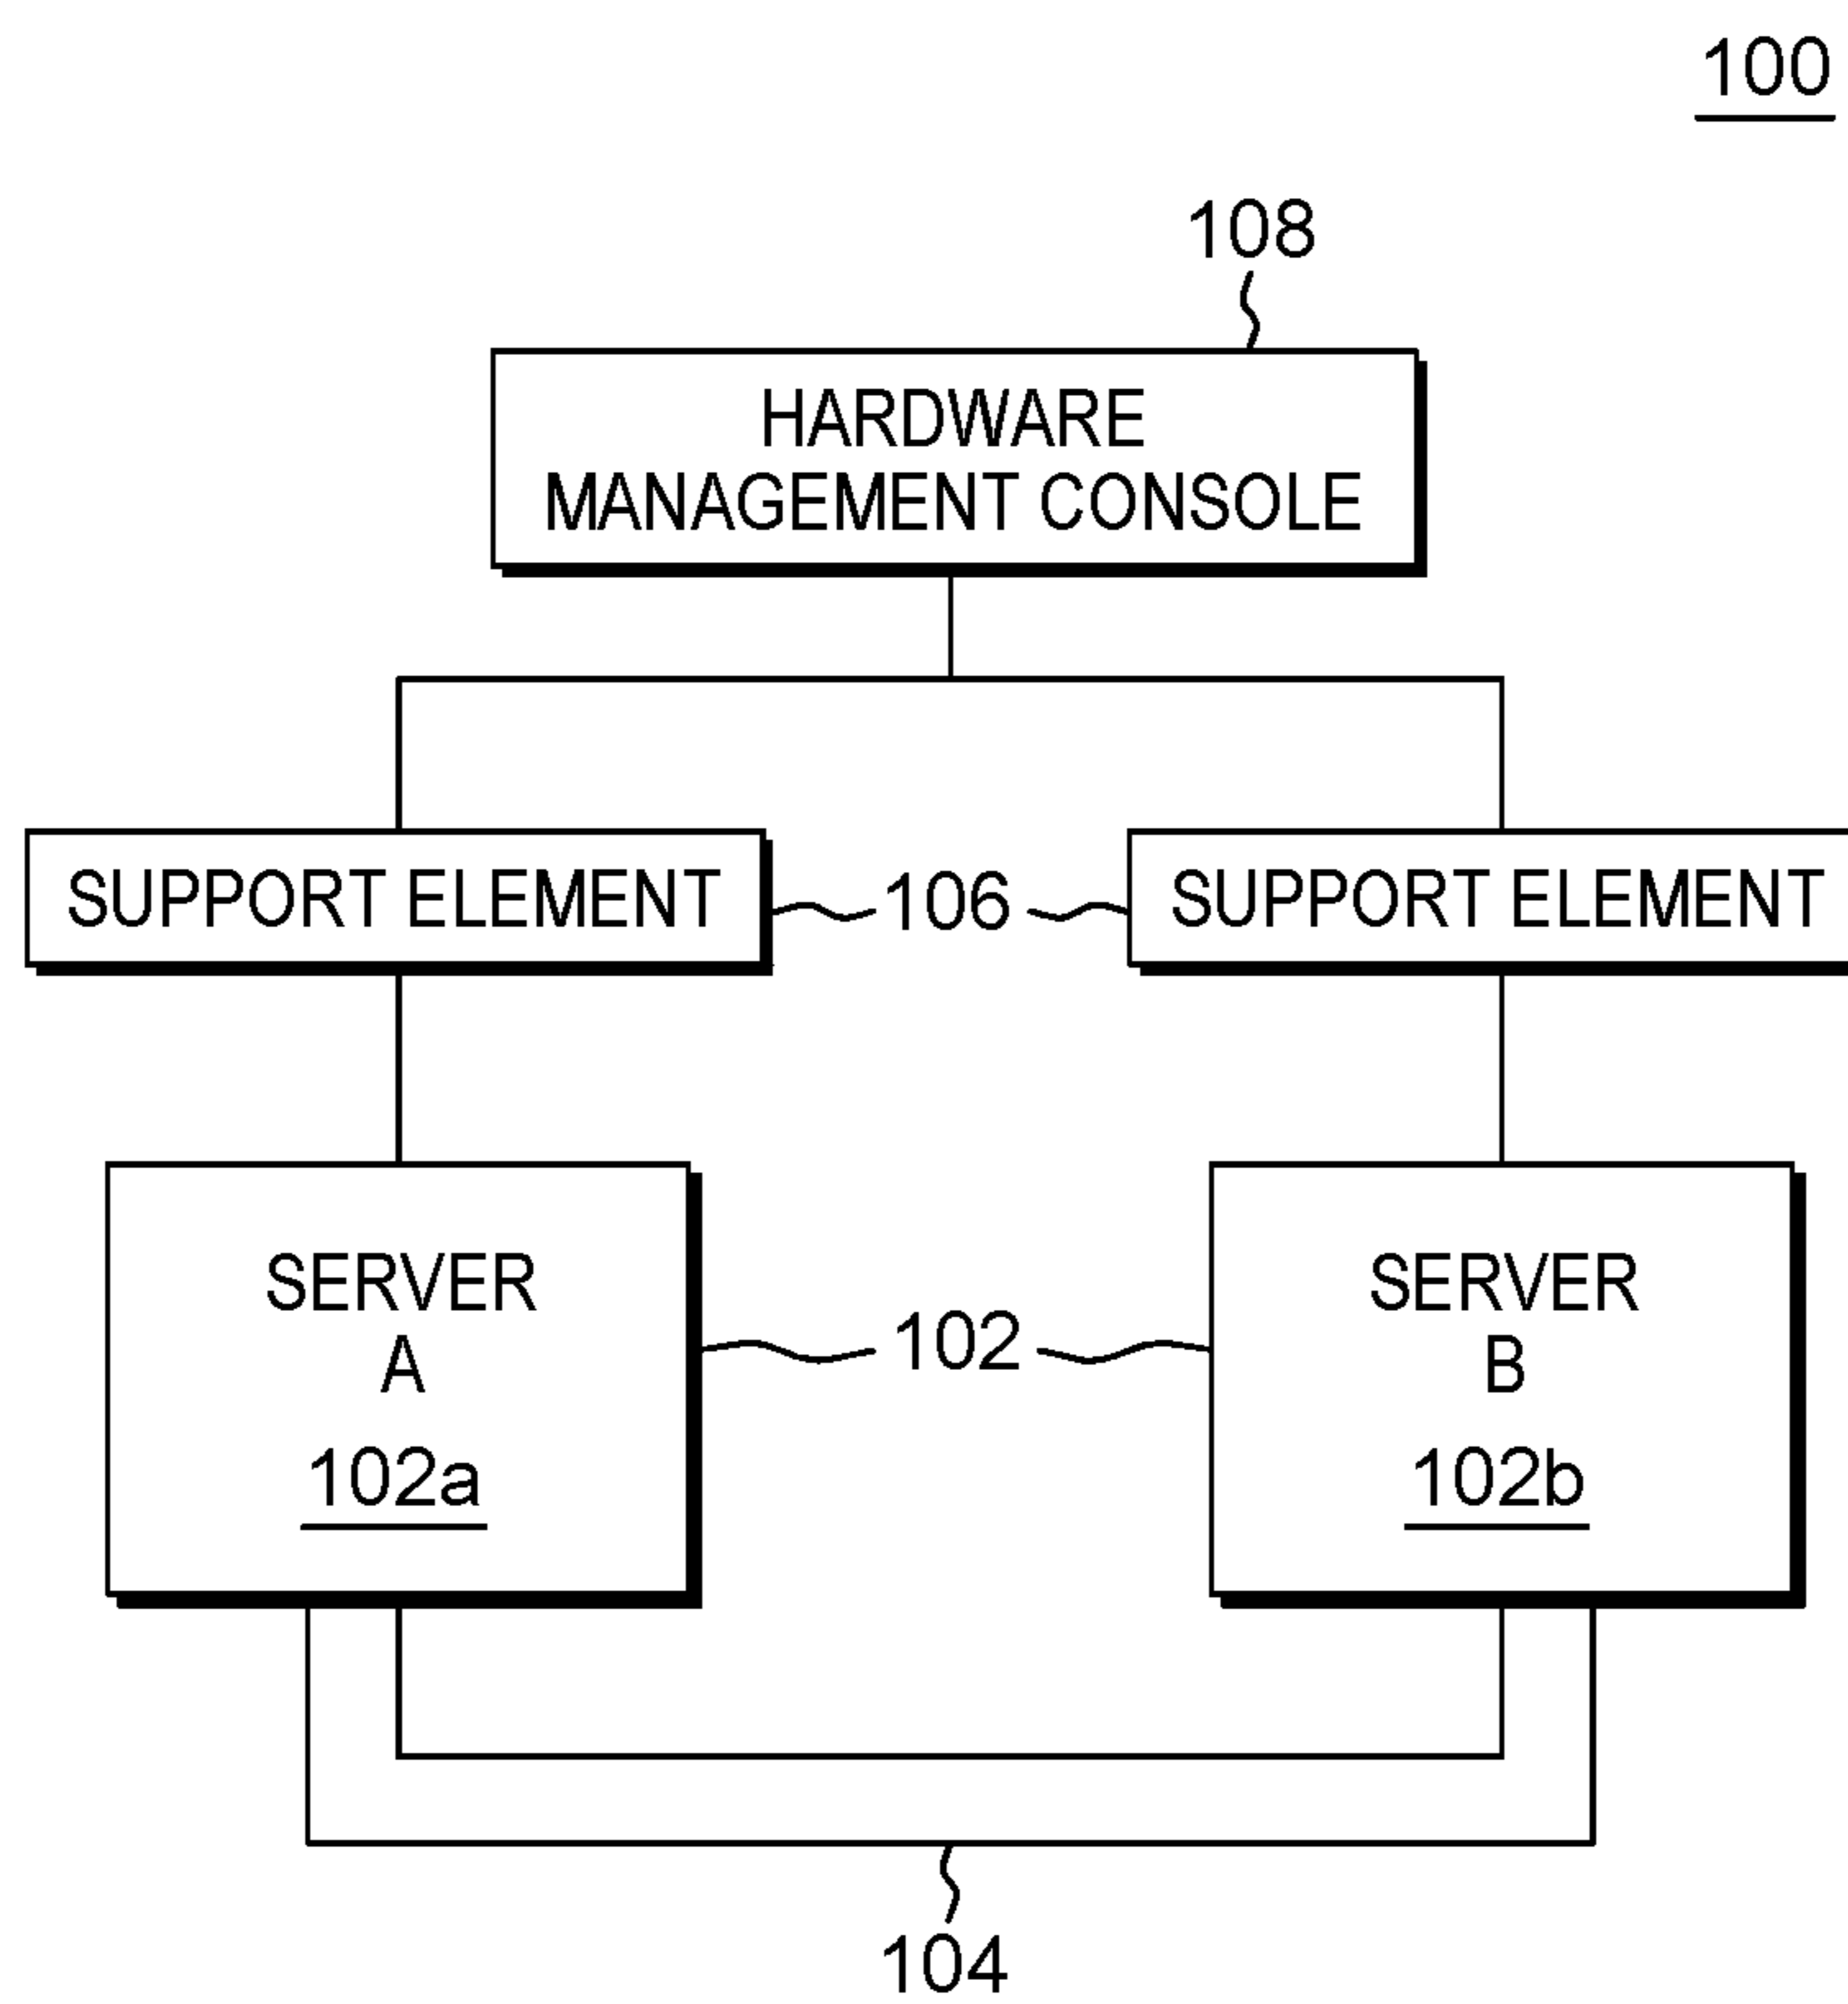 100
108
HARDWARE
MANAGEMENT CONSOLE
SUPPORT ELEMENT
106
SUPPORT ELEMENT
SERVER
A
102a
102
SERVER
B
102b
104